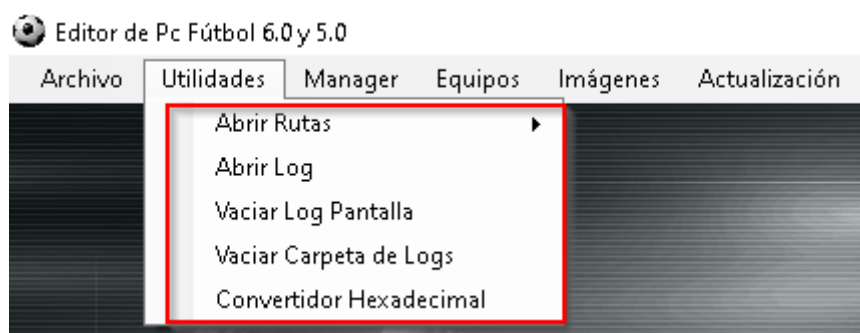 Editor de Pc Fútbol 6.0 y 5.0
Archivo Utilidades Manager Equipos Imágenes Actualización
Abrir Rutas
Abrir Log
Vaciar Log Pantalla
Vaciar Carpeta de Logs
Convertidor Hexadecimal